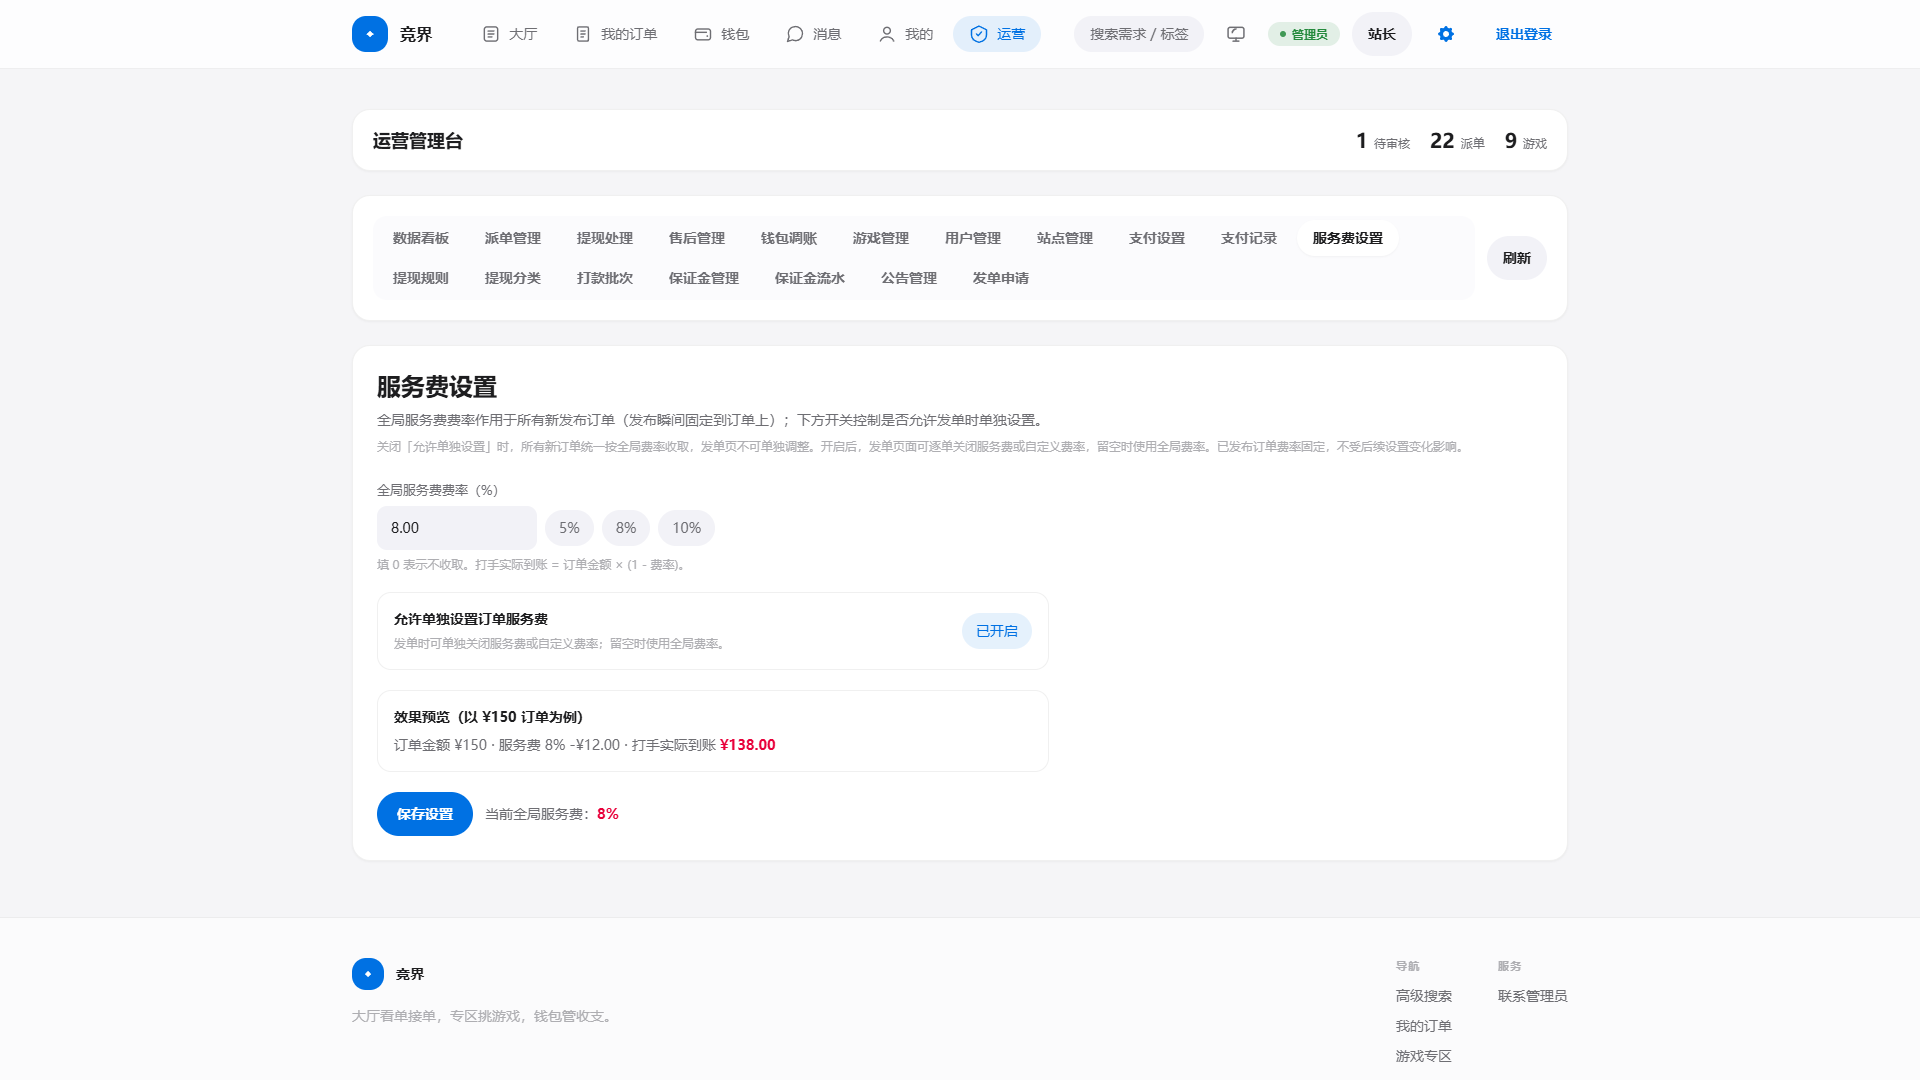 竞界
大厅
我的订单
钱包
消息
我的
运营
搜索需求 / 标签
管理员
站长
退出登录
运营管理台
1 待审核
22 派单
9 游戏
数据看板
派单管理
提现处理
售后管理
钱包调账
游戏管理
用户管理
站点管理
支付设置
支付记录
服务费设置
提现规则
提现分类
打款批次
保证金管理
保证金流水
公告管理
发单申请
刷新
服务费设置
全局服务费费率作用于所有新发布订单（发布瞬间固定到订单上）；下方开关控制是否允许发单时单独设置。
关闭「允许单独设置」时，所有新订单统一按全局费率收取，发单页不可单独调整。开启后，发单页面可逐单关闭服务费或自定义费率，留空时使用全局费率。已发布订单费率固定，不受后续设置变化影响。
全局服务费费率（%）
8.00
5%
8%
10%
填 0 表示不收取。打手实际到账 = 订单金额 × (1 - 费率)。
允许单独设置订单服务费
发单时可单独关闭服务费或自定义费率；留空时使用全局费率。
已开启
效果预览（以 ¥150 订单为例）
订单金额 ¥150 · 服务费 8% -¥12.00 · 打手实际到账 ¥138.00
保存设置
当前全局服务费：8%
竞界
大厅看单接单，专区挑游戏，钱包管收支。
导航
高级搜索
我的订单
游戏专区
服务
联系管理员